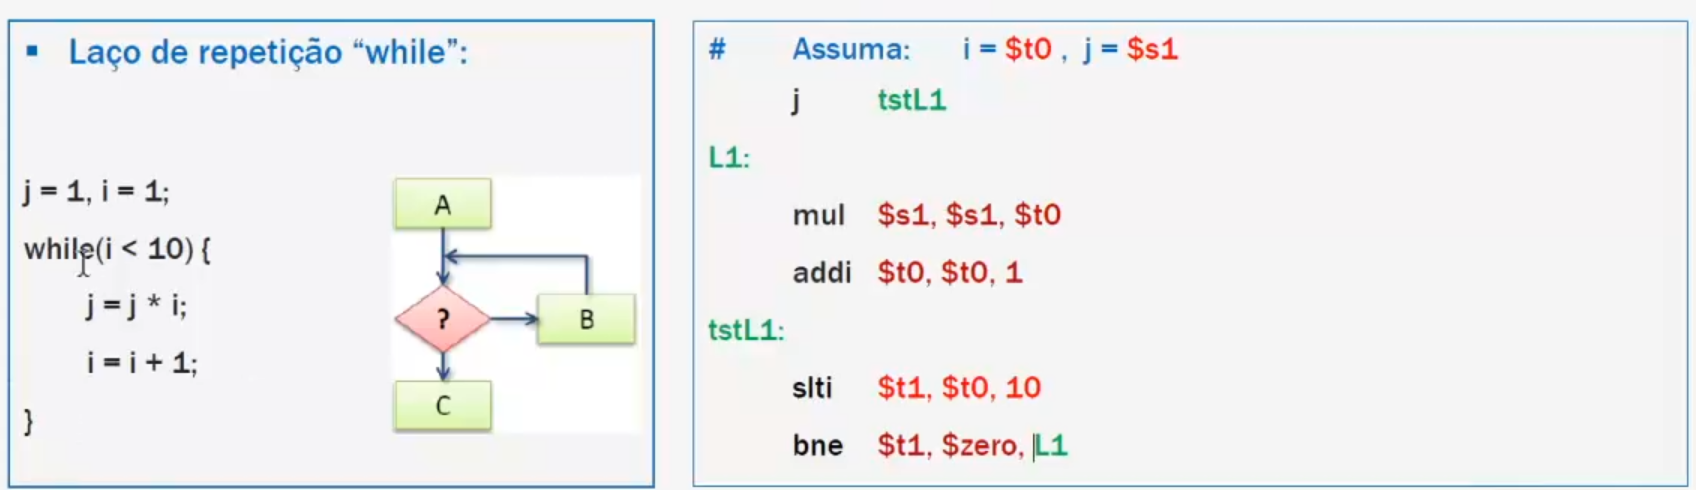 ▪ Laço de repetição “while”:
j = 1, i = 1;
while(i < 10) {
j = j * i;
i = i + 1;
}
A
?
B
C
# Assuma: i = $t0 , j = $s1
j tstL1
L1:
mul $s1, $s1, $t0
addi $t0, $t0, 1
tstL1:
slti $t1, $t0, 10
bne $t1, $zero, L1